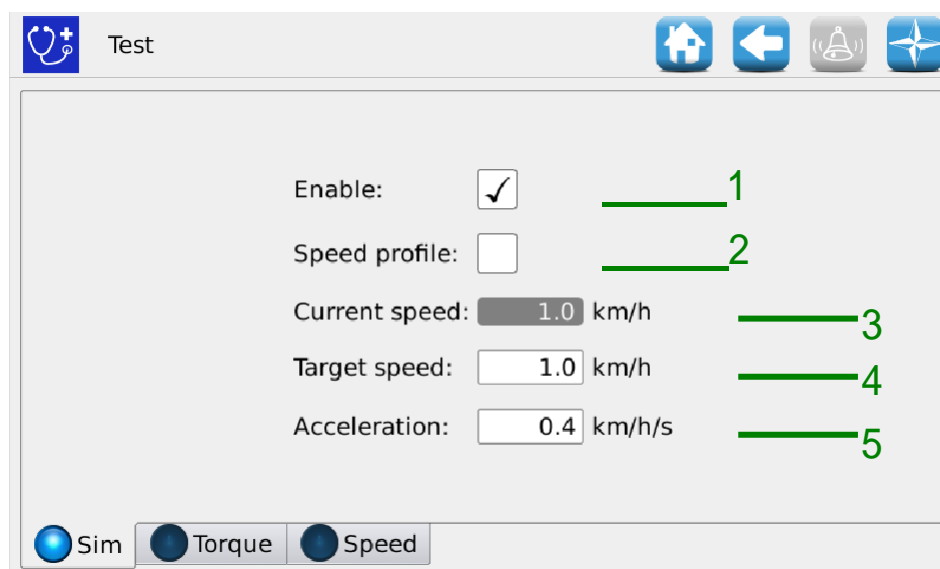 Test
Enable: 1
Speed profile: 2
Current speed: 1.0 km/h 3
Target speed: 1.0 km/h 4
Acceleration: 0.4 km/h/s 5
Sim Torque Speed